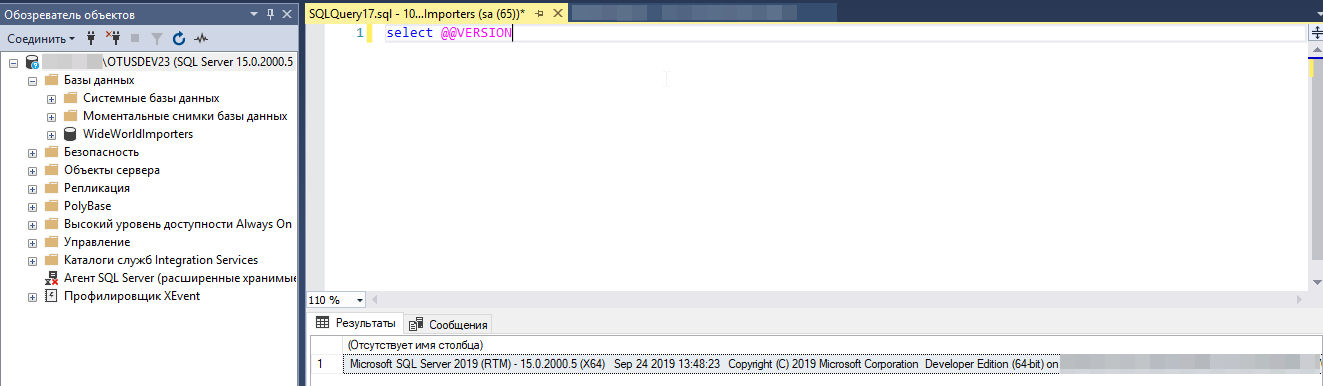 Обозреватель объектов
Соединить
\OTUSDEV23 (SQL Server 15.0.2000.5
Базы данных
Системные базы данных
Моментальные снимки базы данных
WideWorldImporters
Безопасность
Объекты сервера
Репликация
PolyBase
Высокий уровень доступности Always On
Управление
Каталоги служб Integration Services
Агент SQL Server (расширенные хранимые
Профилировщик XEvent
SQLQuery17.sql - 10...Importers (sa (65))*
1 select @@VERSION
110 %
Результаты Сообщения
(Отсутствует имя столбца)
1 Microsoft SQL Server 2019 (RTM) - 15.0.2000.5 (X64) Sep 24 2019 13:48:23 Copyright (C) 2019 Microsoft Corporation Developer Edition (64-bit) on